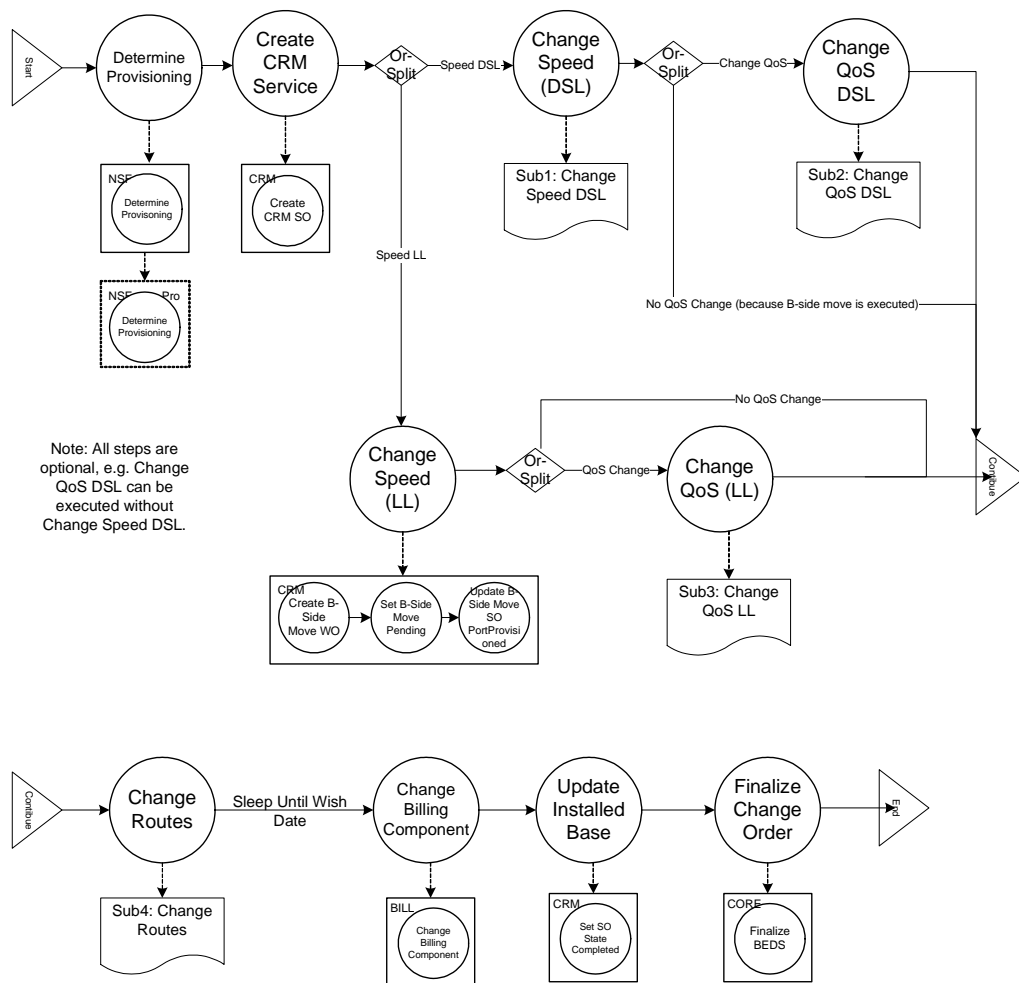 Start
Determine
Provisioning
Create
CRM
Service
Or-
Split
Speed DSL
Change
Speed
(DSL)
Or-
Split
Change QoS
Change
QoS
DSL
NSF
Determine
Provisioning
CRM
Create
CRM SO
Sub1: Change
Speed DSL
Sub2: Change
QoS DSL
Speed LL
NSF Pro
Determine
Provisioning
No QoS Change (because B-side move is executed)
No QoS Change
Note: All steps are
optional, e.g. Change
QoS DSL can be
executed without
Change Speed DSL.
Change
Speed
(LL)
Or-
Split
QoS Change
Change
QoS (LL)
Contibue
CRM
Create B-
Side
Move WO
Set B-Side
Move
Pending
Update B-
Side Move
SO
PortProvisi
oned
Sub3: Change
QoS LL
Contibue
Change
Routes
Sleep Until Wish
Date
Change
Billing
Component
Update
Installed
Base
Finalize
Change
Order
End
Sub4: Change
Routes
BILL
Change
Billing
Component
CRM
Set SO
State
Completed
CORE
Finalize
BEDS